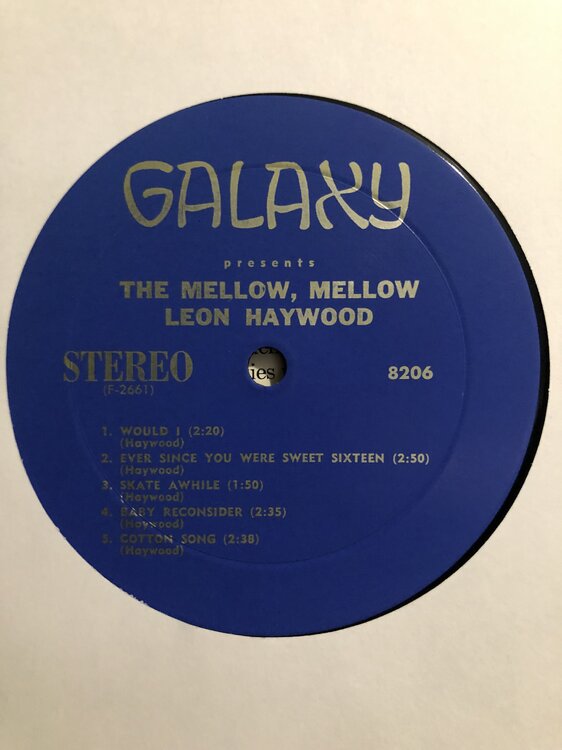 GALAXY
presents
THE MELLOW, MELLOW
LEON HAYWOOD
STEREO
(F-2661)
ies
8206
1. WOULD I (2:20)
(Haywood)
2. EVER SINCE YOU WERE SWEET SIXTEEN (2:50)
(Haywood)
3. SKATE AWHILE (1:50)
(Haywood)
4. BABY RECONSIDER (2:35)
(Haywood)
5. COTTON SONG (2:38)
(Haywood)